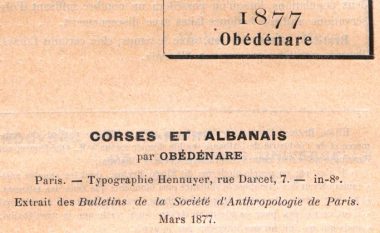 1877
Obédénare
CORSES ET ALBANAIS
par OBÉDÉNARE
Paris. — Typographie Hennuyer, rue Darcet, 7. — in-8º.
Extrait des Bulletins de la Société d'Anthropologie de Paris.
Mars 1877.